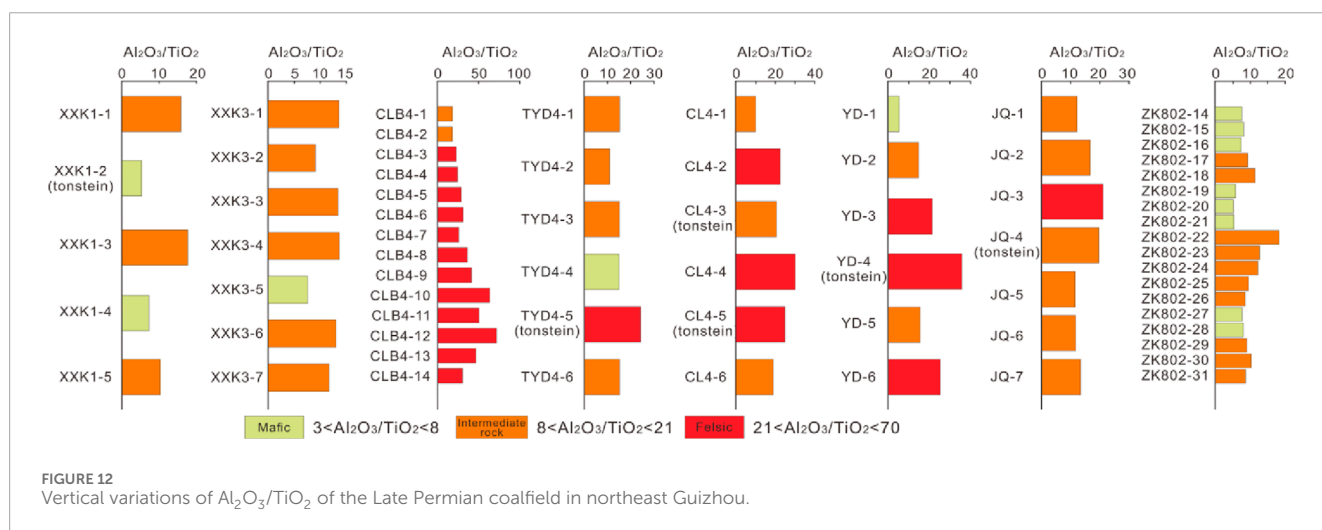 Al₂O₃/TiO₂
0 10 20
XXK1-1
XXK1-2
(tonstein)
XXK1-3
XXK1-4
XXK1-5
Al₂O₃/TiO₂
0 5 10 15
XXK3-1
XXK3-2
XXK3-3
XXK3-4
XXK3-5
XXK3-6
XXK3-7
Al₂O₃/TiO₂
0 50 100
CLB4-1
CLB4-2
CLB4-3
CLB4-4
CLB4-5
CLB4-6
CLB4-7
CLB4-8
CLB4-9
CLB4-10
CLB4-11
CLB4-12
CLB4-13
CLB4-14
Al₂O₃/TiO₂
0 10 20 30
TYD4-1
TYD4-2
TYD4-3
TYD4-4
TYD4-5
(tonstein)
TYD4-6
Al₂O₃/TiO₂
0 20 40
CL4-1
CL4-2
CL4-3
(tonstein)
CL4-4
CL4-5
(tonstein)
CL4-6
Al₂O₃/TiO₂
0 20 40
YD-1
YD-2
YD-3
YD-4
(tonstein)
YD-5
YD-6
Al₂O₃/TiO₂
0 10 20 30
JQ-1
JQ-2
JQ-3
JQ-4
(tonstein)
JQ-5
JQ-6
JQ-7
Al₂O₃/TiO₂
0 10 20
ZK802-14
ZK802-15
ZK802-16
ZK802-17
ZK802-18
ZK802-19
ZK802-20
ZK802-21
ZK802-22
ZK802-23
ZK802-24
ZK802-25
ZK802-26
ZK802-27
ZK802-28
ZK802-29
ZK802-30
ZK802-31
Mafic 3<Al₂O₃/TiO₂<8
Intermediate
rock
8<Al₂O₃/TiO₂<21
Felsic 21<Al₂O₃/TiO₂<70
FIGURE 12
Vertical variations of Al₂O₃/TiO₂ of the Late Permian coalfield in northeast Guizhou.